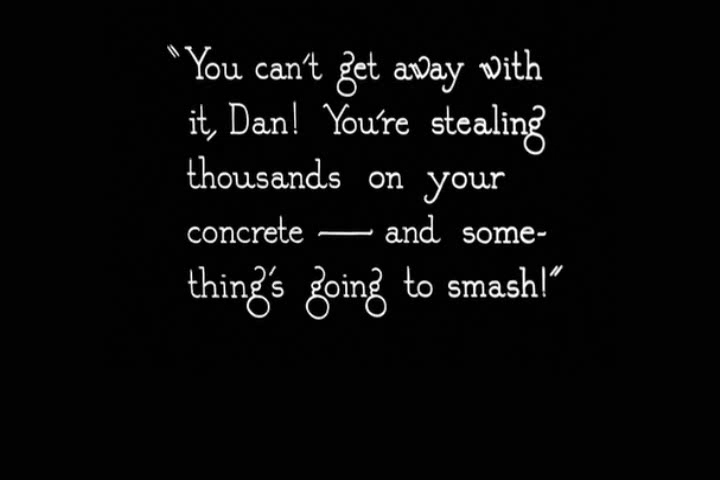 "You can't get away with
it, Dan! You're stealing
thousands on your
concrete — and some-
thing's going to smash!"